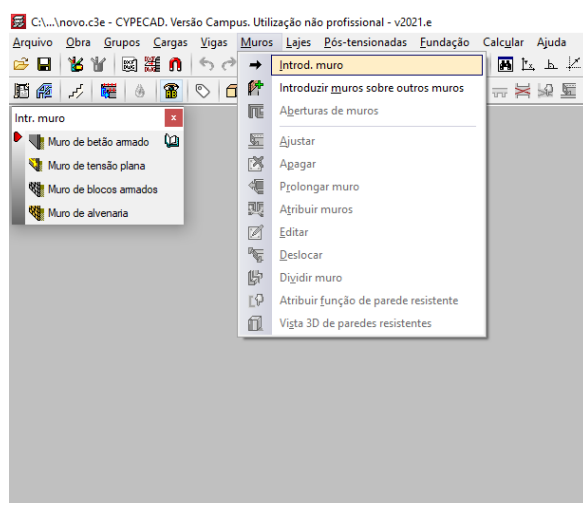 C:\...\novo.c3e - CYPECAD. Versão Campus. Utilização não profissional - v2021.e
Arquivo Obra Grupos Cargas Vigas Muros Lajes Pós-tensionadas Fundação Calcular Ajuda
Introd. muro
Introduzir muros sobre outros muros
Aberturas de muros
Ajustar
Apagar
Prolongar muro
Atribuir muros
Editar
Deslocar
Dividir muro
Atribuir função de parede resistente
Vista 3D de paredes resistentes
Intr. muro
Muro de betão armado
Muro de tensão plana
Muro de blocos armados
Muro de alvenaria